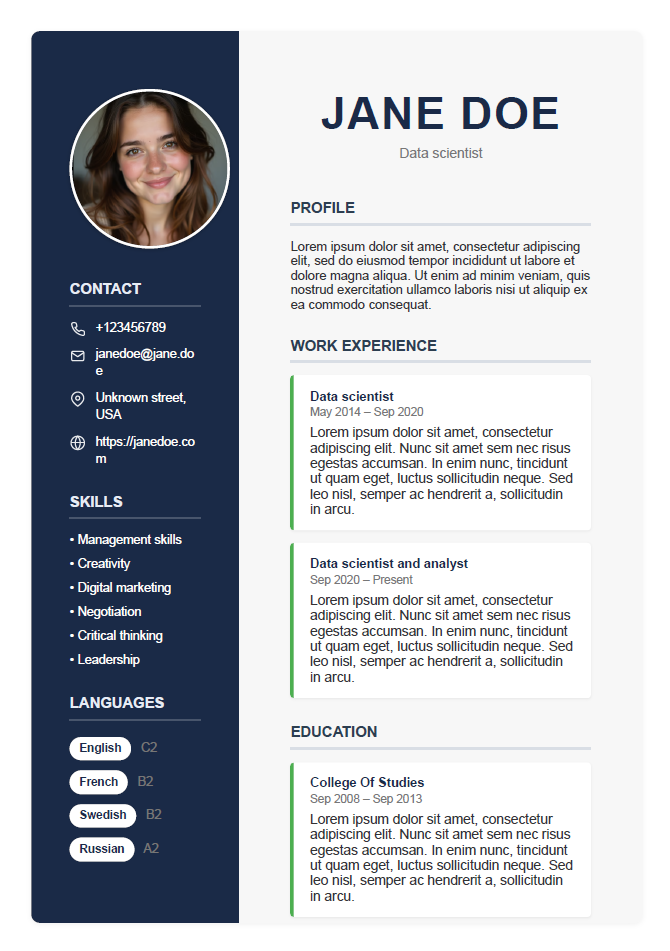 JANE DOE
Data scientist
CONTACT
+123456789
janedoe@jane.do
e
Unknown street,
USA
https://janedoe.co
m
SKILLS
• Management skills
• Creativity
• Digital marketing
• Negotiation
• Critical thinking
• Leadership
LANGUAGES
English C2
French B2
Swedish B2
Russian A2
PROFILE
Lorem ipsum dolor sit amet, consectetur adipiscing
elit, sed do eiusmod tempor incididunt ut labore et
dolore magna aliqua. Ut enim ad minim veniam, quis
nostrud exercitation ullamco laboris nisi ut aliquip ex
ea commodo consequat.
WORK EXPERIENCE
Data scientist
May 2014 – Sep 2020
Lorem ipsum dolor sit amet, consectetur
adipiscing elit. Nunc sit amet sem nec risus
egestas accumsan. In enim nunc, tincidunt
ut quam eget, luctus sollicitudin neque. Sed
leo nisl, semper ac hendrerit a, sollicitudin
in arcu.
Data scientist and analyst
Sep 2020 – Present
Lorem ipsum dolor sit amet, consectetur
adipiscing elit. Nunc sit amet sem nec risus
egestas accumsan. In enim nunc, tincidunt
ut quam eget, luctus sollicitudin neque. Sed
leo nisl, semper ac hendrerit a, sollicitudin
in arcu.
EDUCATION
College Of Studies
Sep 2008 – Sep 2013
Lorem ipsum dolor sit amet, consectetur
adipiscing elit. Nunc sit amet sem nec risus
egestas accumsan. In enim nunc, tincidunt
ut quam eget, luctus sollicitudin neque. Sed
leo nisl, semper ac hendrerit a, sollicitudin
in arcu.